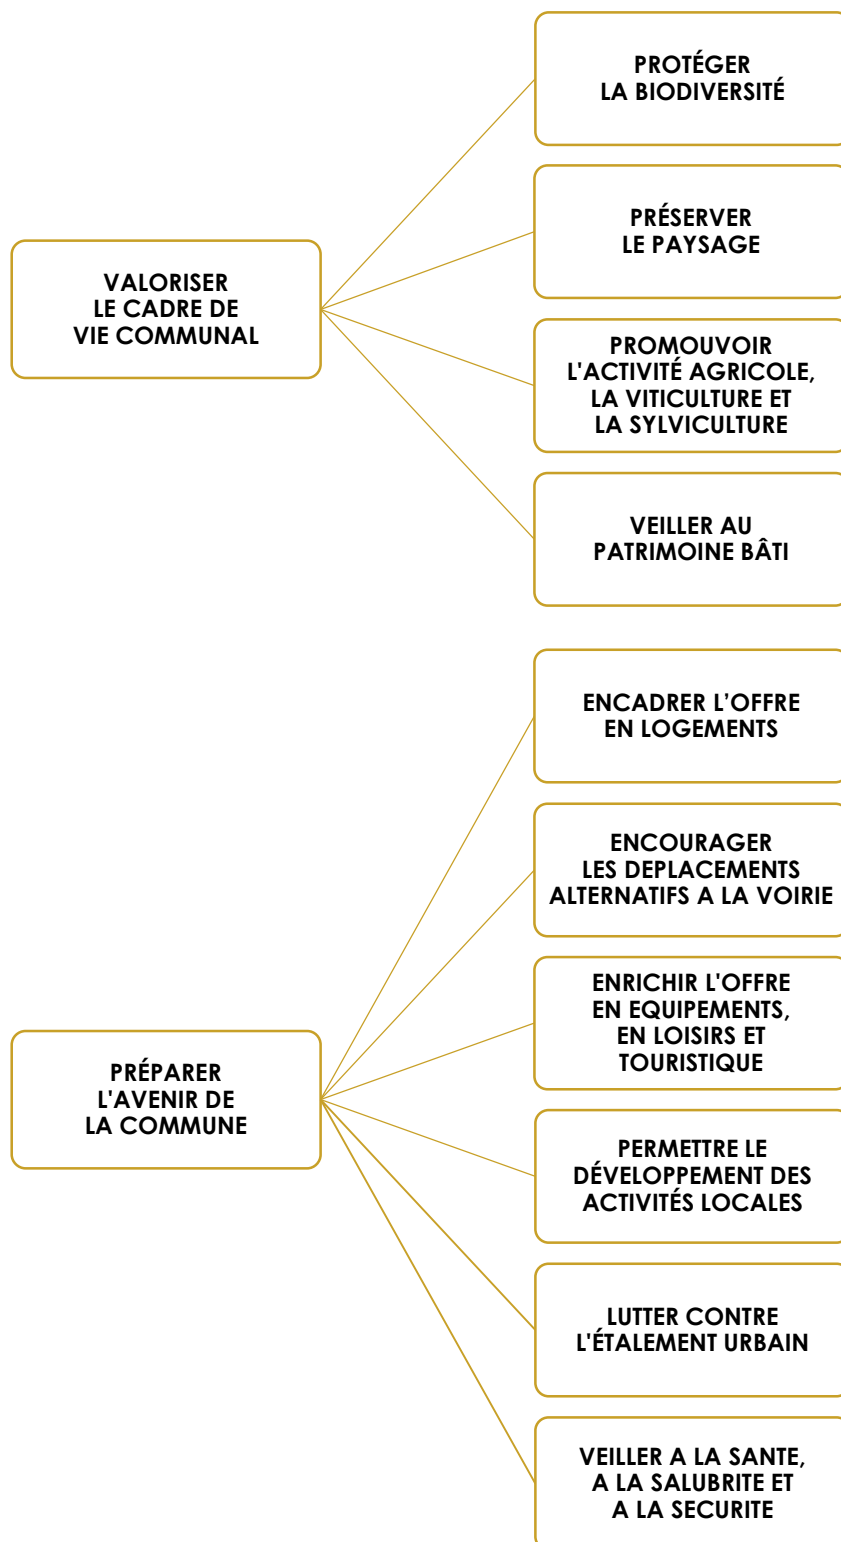 VALORISER
LE CADRE DE
VIE COMMUNAL
PROTÉGER
LA BIODIVERSITÉ
PRÉSERVER
LE PAYSAGE
PROMOUVOIR
L'ACTIVITÉ AGRICOLE,
LA VITICULTURE ET
LA SYLVICULTURE
VEILLER AU
PATRIMOINE BÂTI
PRÉPARER
L'AVENIR DE
LA COMMUNE
ENCADRER L’OFFRE
EN LOGEMENTS
ENCOURAGER
LES DEPLACEMENTS
ALTERNATIFS A LA VOIRIE
ENRICHIR L'OFFRE
EN EQUIPEMENTS,
EN LOISIRS ET
TOURISTIQUE
PERMETTRE LE
DÉVELOPPEMENT DES
ACTIVITÉS LOCALES
LUTTER CONTRE
L'ÉTALEMENT URBAIN
VEILLER A LA SANTE,
A LA SALUBRITE ET
A LA SECURITE